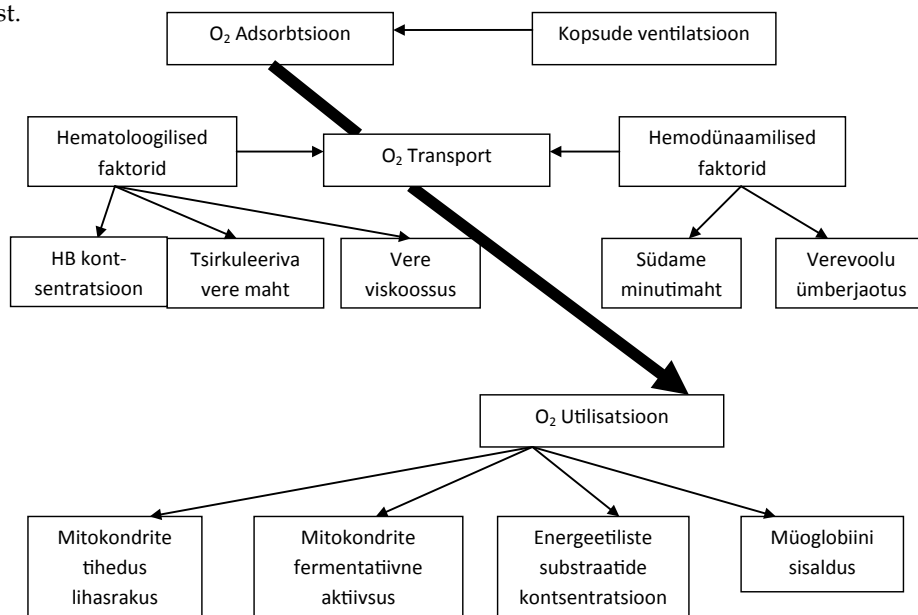 st.
O₂ Adsorbtsioon
Kopsude ventilatsioon
Hematoloogilised
faktorid
O₂ Transport
Hemodünaamilised
faktorid
HB kont-
sentratsioon
Tsirkuleeriva
vere maht
Vere
viskoossus
Südame
minutimaht
Verevoolu
ümberjaotus
O₂ Utilisatsioon
Mitokondrite
tihedus
lihasrakus
Mitokondrite
fermentatiivne
aktiivsus
Energeetiliste
substraatide
kontsentratsioon
Müoglobiini
sisaldus